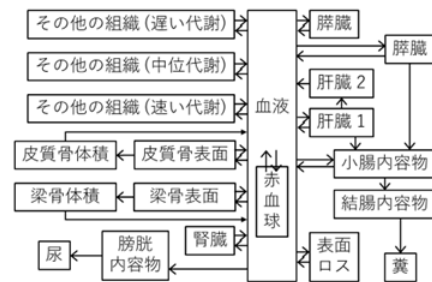 その他の組織(遅い代謝)
その他の組織(中位代謝)
その他の組織(速い代謝)
皮質骨体積
皮質骨表面
梁骨体積
梁骨表面
腎臓
尿
膀胱
内容物
血液
赤
血
球
膵臓
膵臓
肝臓2
肝臓1
小腸内容物
結腸内容物
表面
ロス
糞